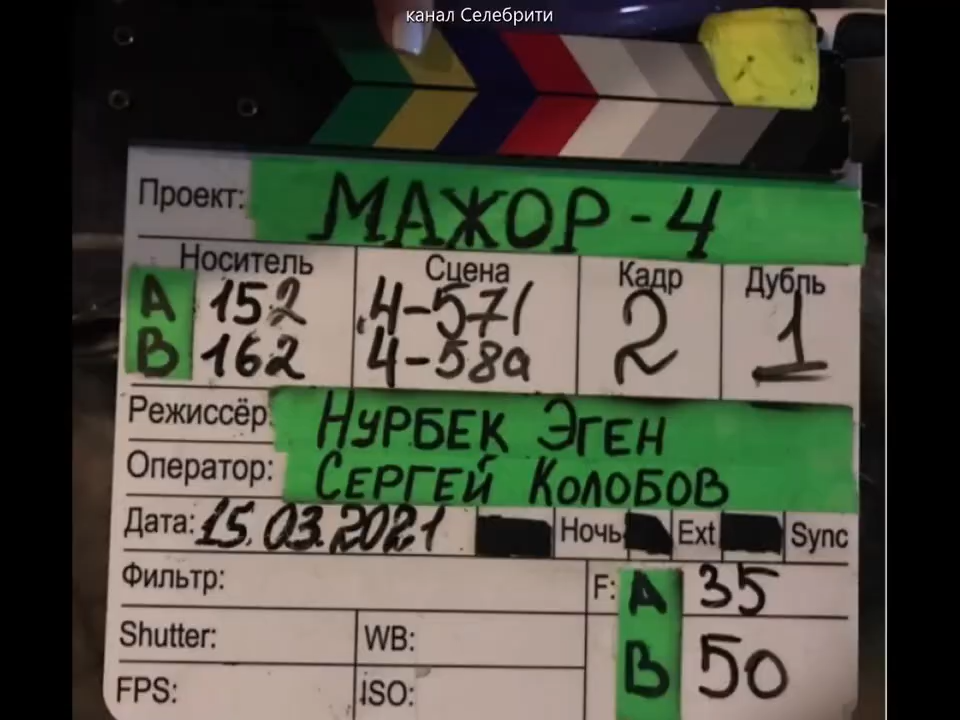 канал Селебрити
Проект: МАЖОР-4
Носитель Сцена Кадр Дубль
A 152 4-571 2 1
B 162 4-58а
Режиссёр: НУРБЕК ЭГЕН
Оператор: СЕРГЕЙ КОЛОБОВ
Дата: 15.03.2021 Ночь Ext Sync
Фильтр: F: A 35
Shutter: WB: B 50
FPS: ISO: